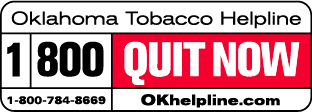 Oklahoma Tobacco Helpline
1 800 QUIT NOW
1-800-784-8669 OKhelpline.com